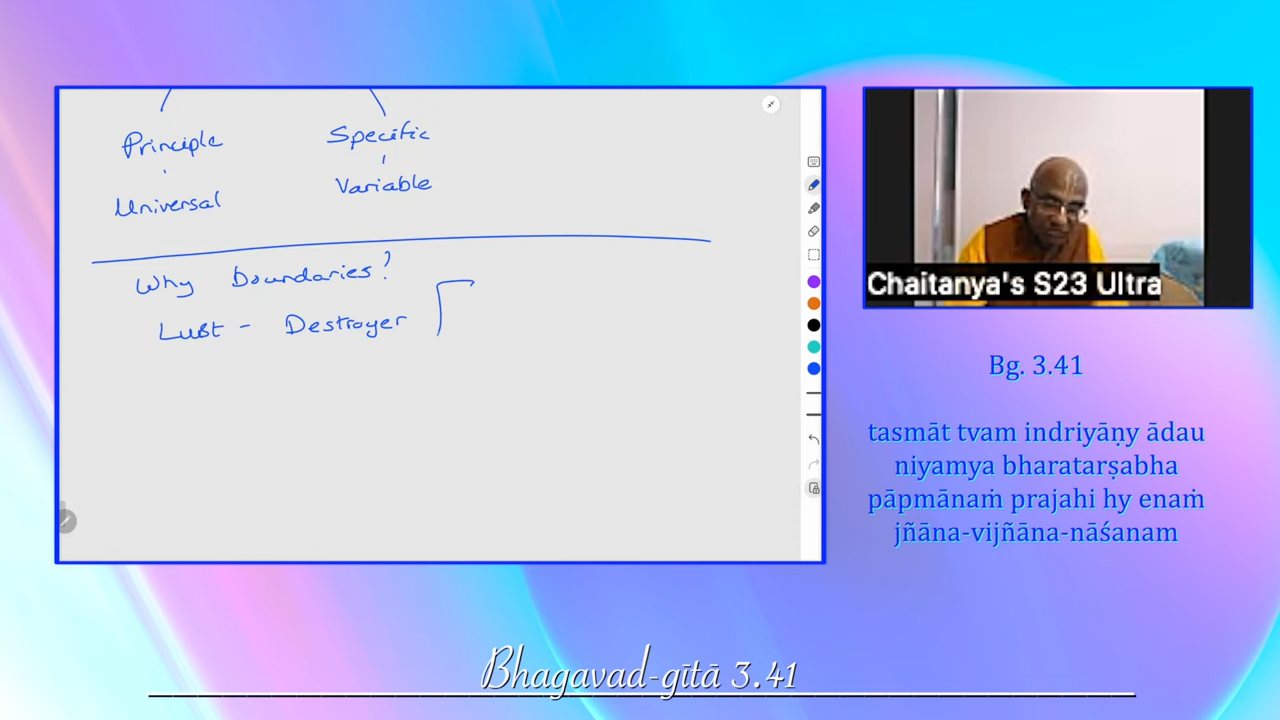 Principle
Specific
Universal
Variable
Why Boundaries?
Lust - Destroyer
Chaitanya's S23 Ultra
Bg. 3.41
tasmāt tvam indriyāṇy ādau
niyamya bharatarṣabha
pāpmānaṁ prajahi hy enaṁ
jñāna-vijñāna-nāśanam
Bhagavad-gītā 3.41